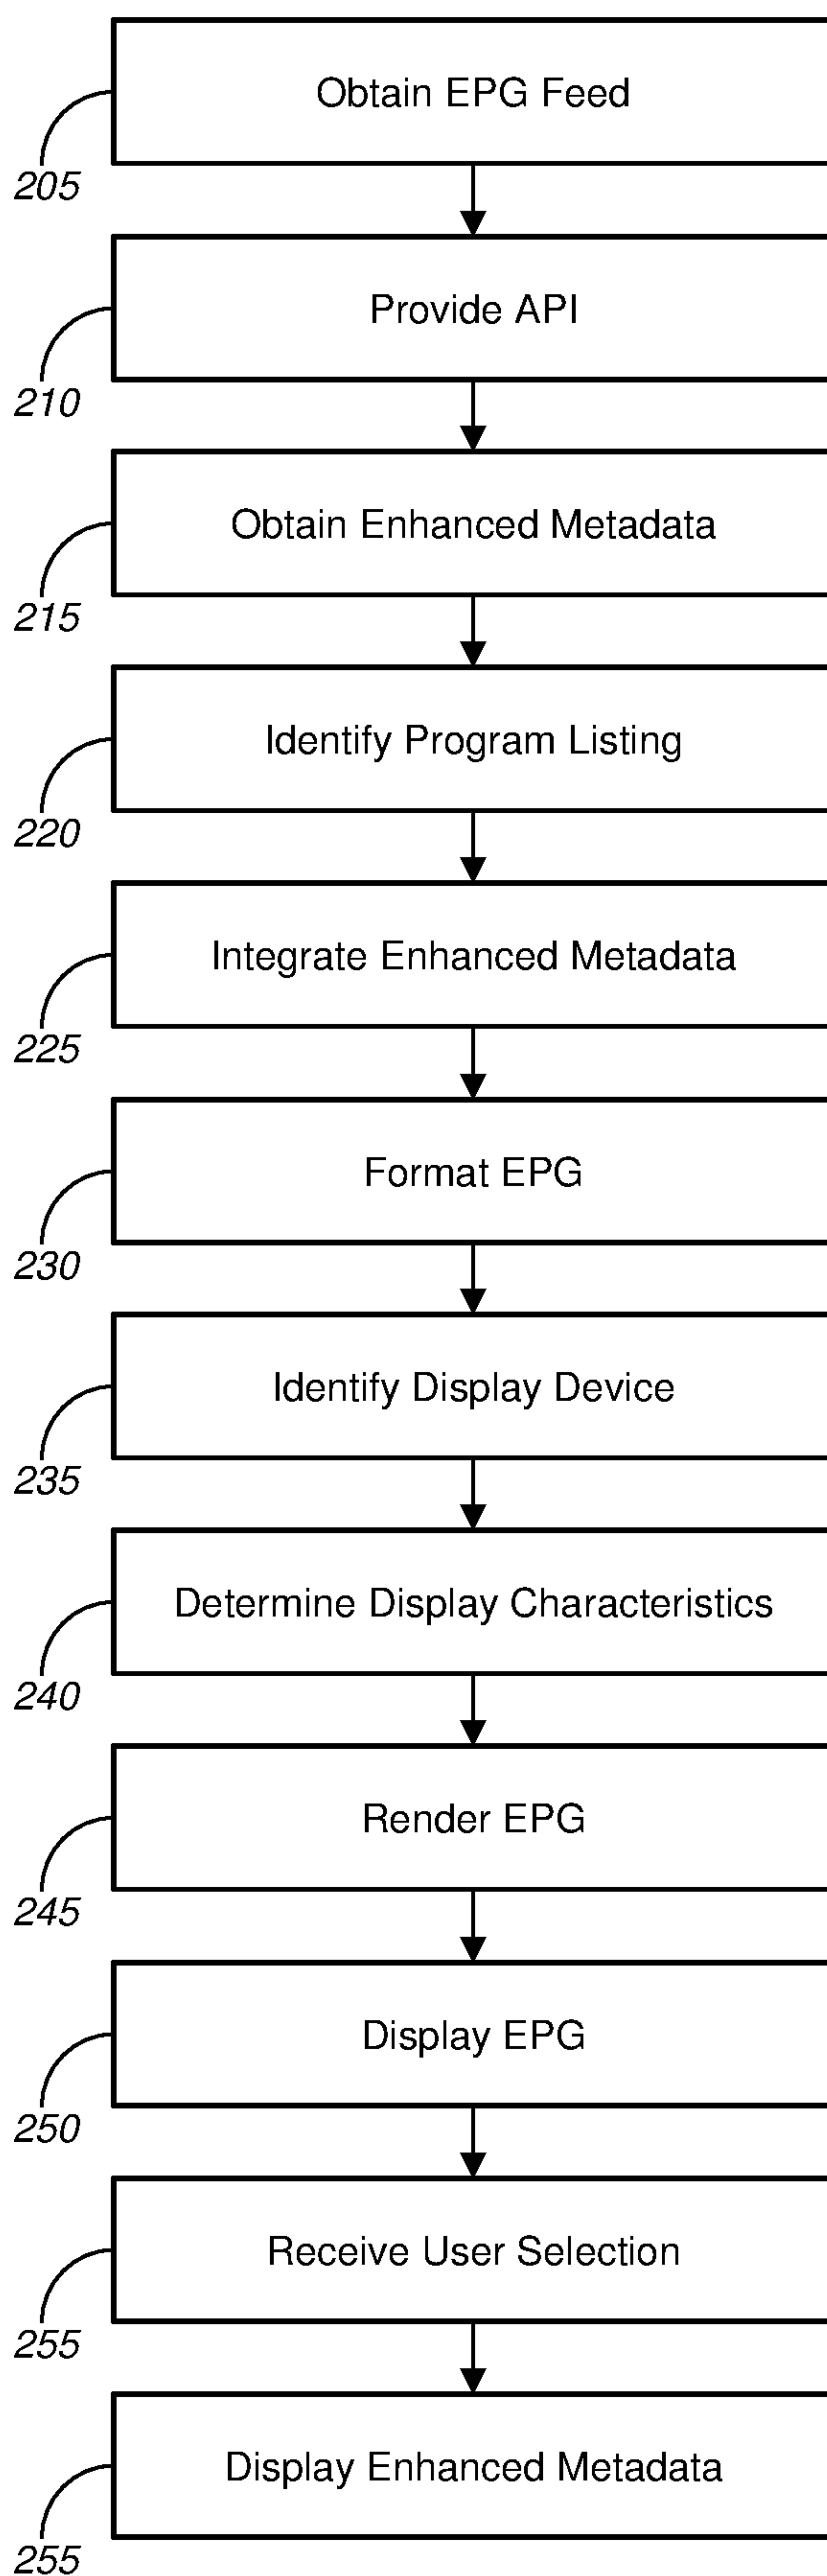 Obtain EPG Feed
205
Provide API
210
Obtain Enhanced Metadata
215
Identify Program Listing
220
Integrate Enhanced Metadata
225
Format EPG
230
Identify Display Device
235
Determine Display Characteristics
240
Render EPG
245
Display EPG
250
Receive User Selection
255
Display Enhanced Metadata
255